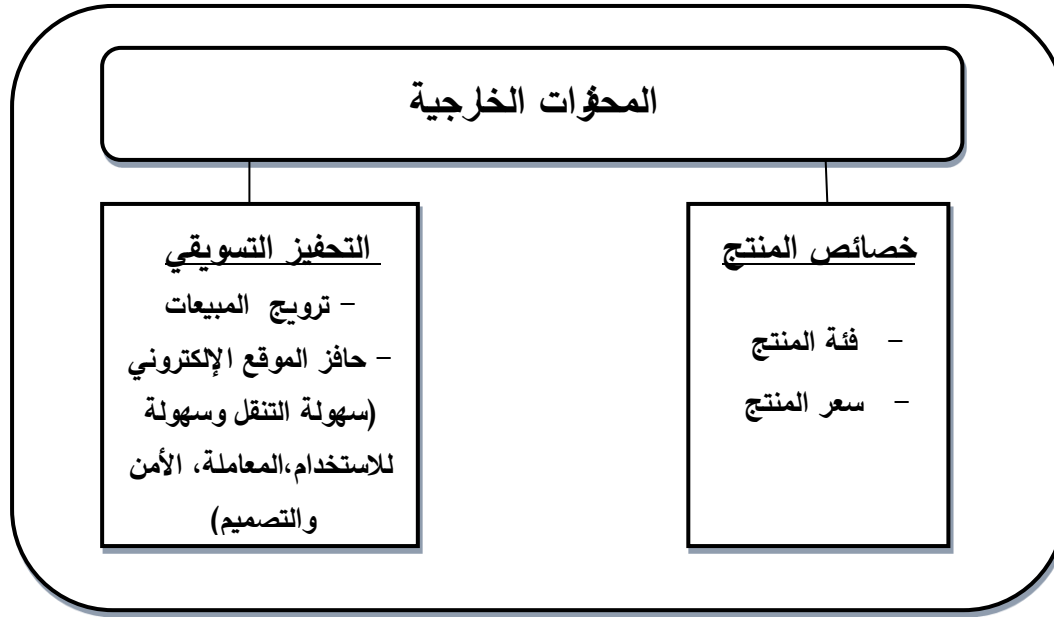 المحفزات الخارجية
خصائص المنتج
- فئة المنتج
- سعر المنتج
التحفيز التسويقي
- ترويج المبيعات
- حافز الموقع الإلكتروني
(سهولة التنقل وسهولة
للاستخدام،المعاملة، الأمن
والتصميم)